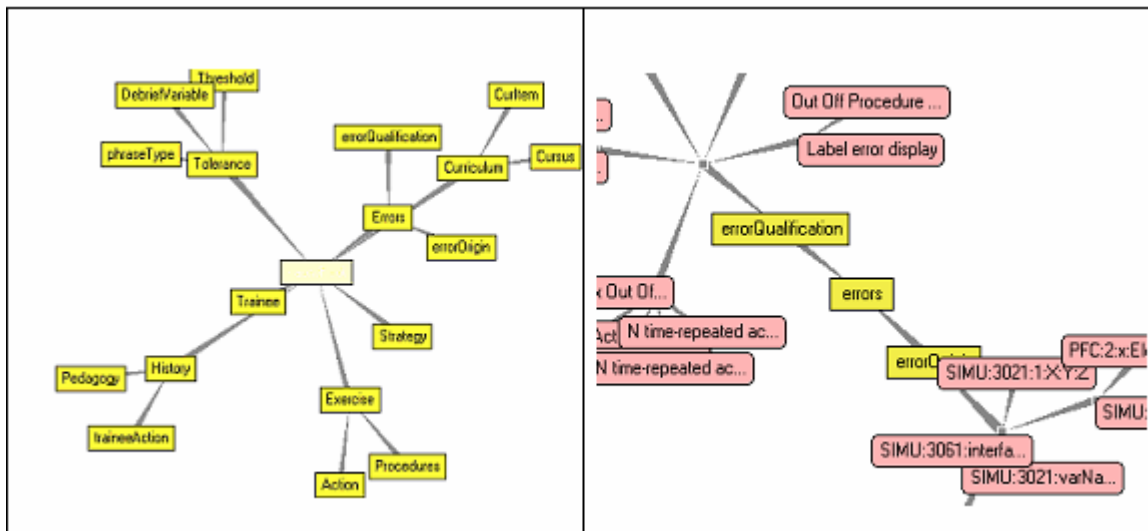 Threshold
DebriefVariable
CurItem
errorQualification
phraseType
Tolerance
Curriculum
Cursus
Errors
errorOrigin
Trainee
Strategy
History
Pedagogy
Exercise
traineeAction
Procedures
Action
Out Off Procedure ...
Label error display
errorQualification
x Out Of...
errors
N time-repeated ac...
N time-repeated ac...
PFC:2:x:El
SIMU:3021:1:X:Y:Z
SIMU:
SIMU:3061:interfa...
SIMU:3021:varNa...